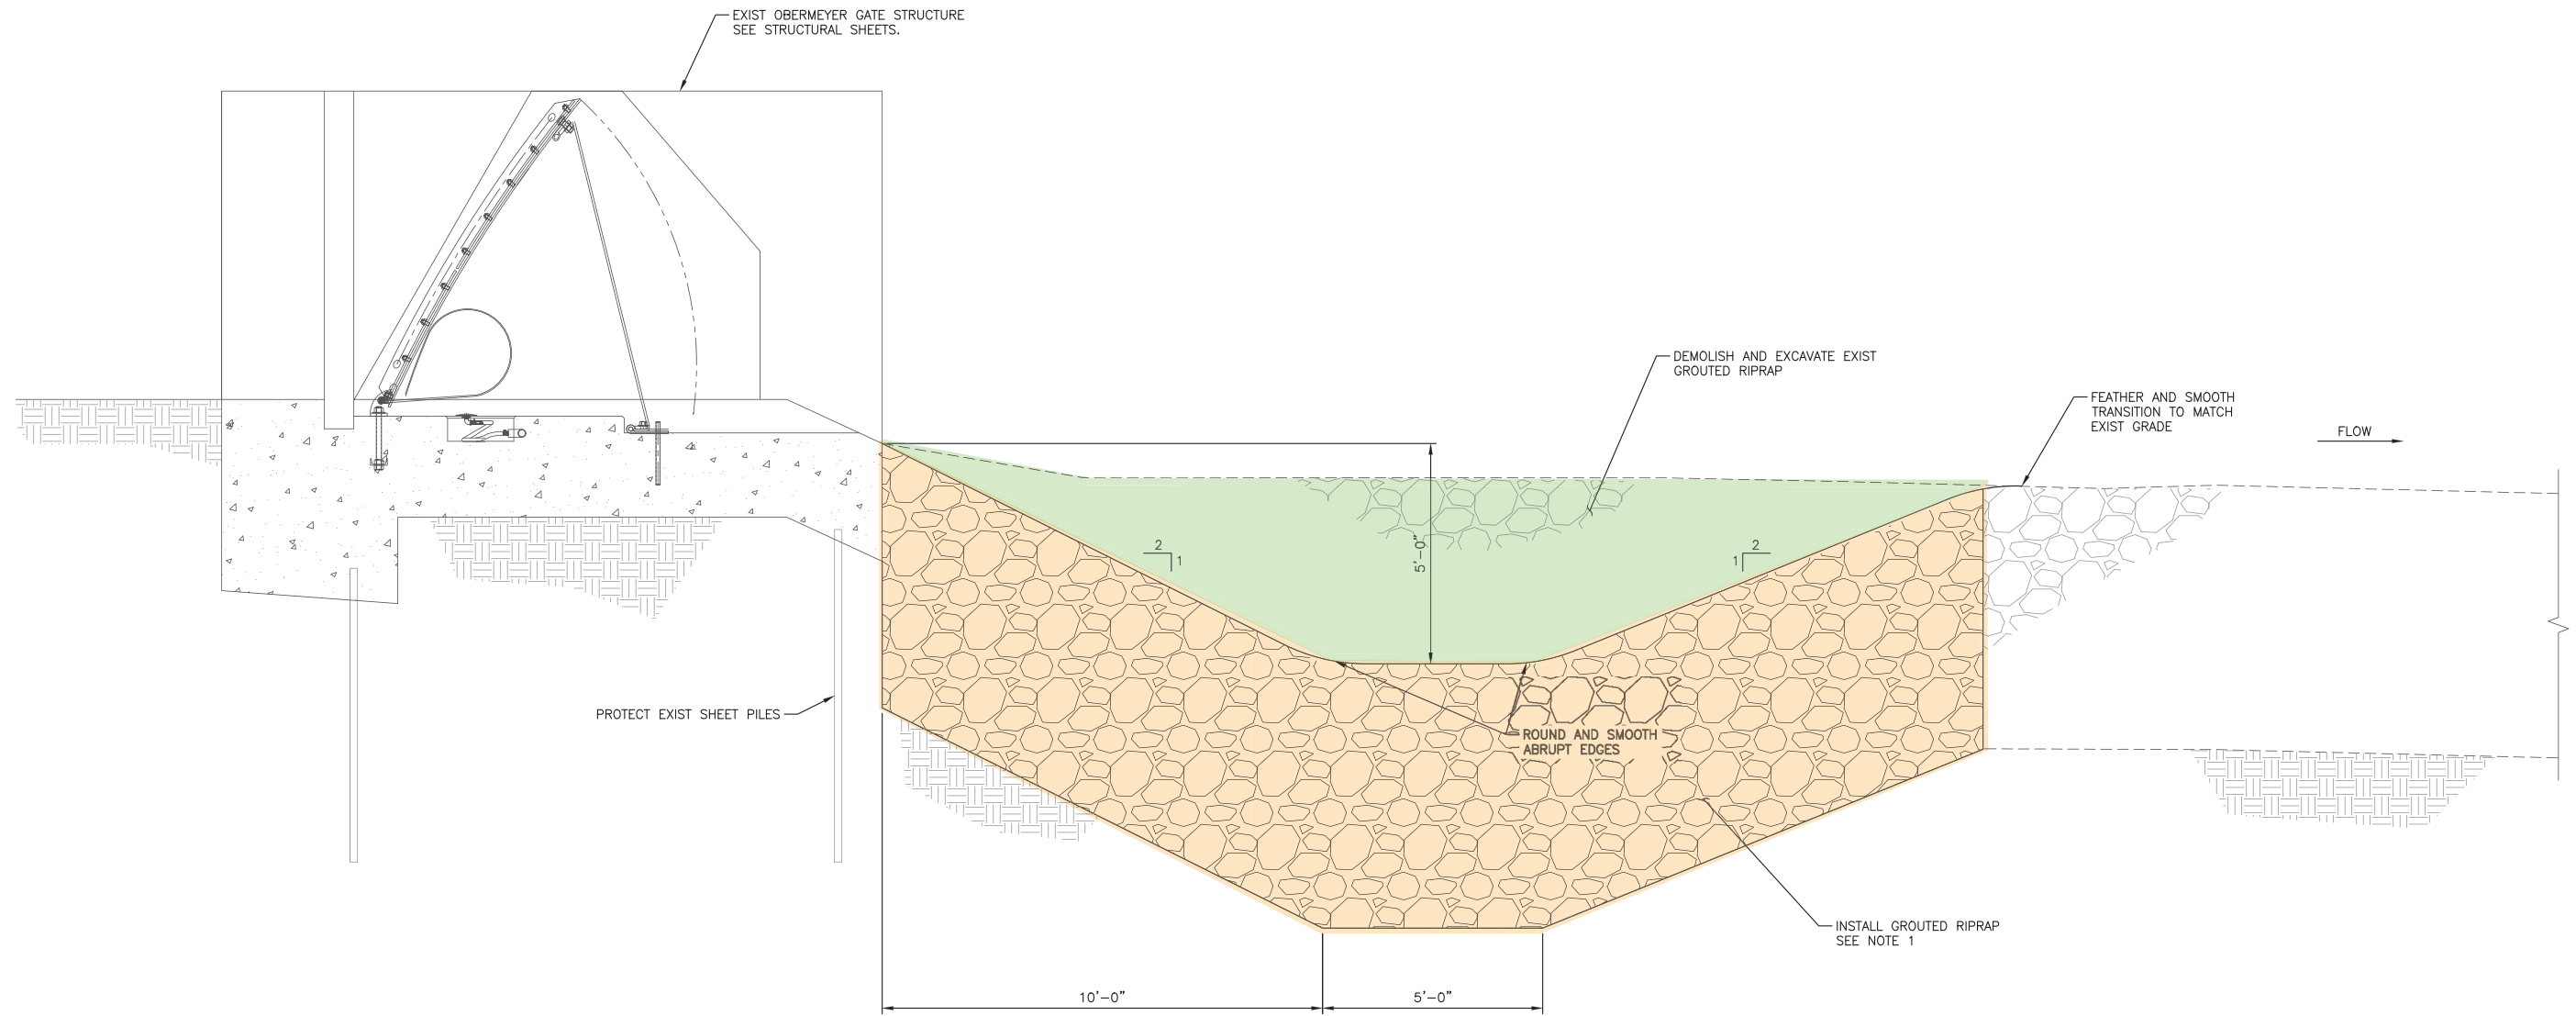 EXIST OBERMEYER GATE STRUCTURE
SEE STRUCTURAL SHEETS.
DEMOLISH AND EXCAVATE EXIST
GROUTED RIPRAP
FEATHER AND SMOOTH
TRANSITION TO MATCH
EXIST GRADE
FLOW
2
1
5'-0"
2
1
PROTECT EXIST SHEET PILES
ROUND AND SMOOTH
ABRUPT EDGES
INSTALL GROUTED RIPRAP
SEE NOTE 1
10'-0"
5'-0"